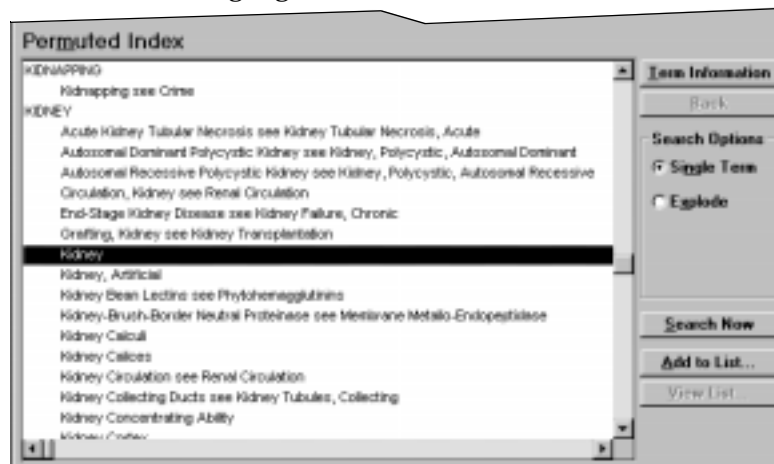 Permuted Index
KIDNAPPING
Kidnapping see Crime
KIDNEY
Acute Kidney Tubular Necrosis see Kidney Tubular Necrosis, Acute
Autosomal Dominant Polycystic Kidney see Kidney, Polycystic, Autosomal Dominant
Autosomal Recessive Polycystic Kidney see Kidney, Polycystic, Autosomal Recessive
Circulation, Kidney see Renal Circulation
End-Stage Kidney Disease see Kidney Failure, Chronic
Grafting, Kidney see Kidney Transplantation
Kidney
Kidney, Artificial
Kidney Bean Lectins see Phytohemagglutinins
Kidney-Brush-Border Neutral Proteinase see Membrane Metallo-Endopeptidase
Kidney Calculi
Kidney Calices
Kidney Circulation see Renal Circulation
Kidney Collecting Ducts see Kidney Tubules, Collecting
Kidney Concentrating Ability
Kidney Cortex
Term Information
Back
Search Options
Single Term
Explode
Search Now
Add to List...
View List...